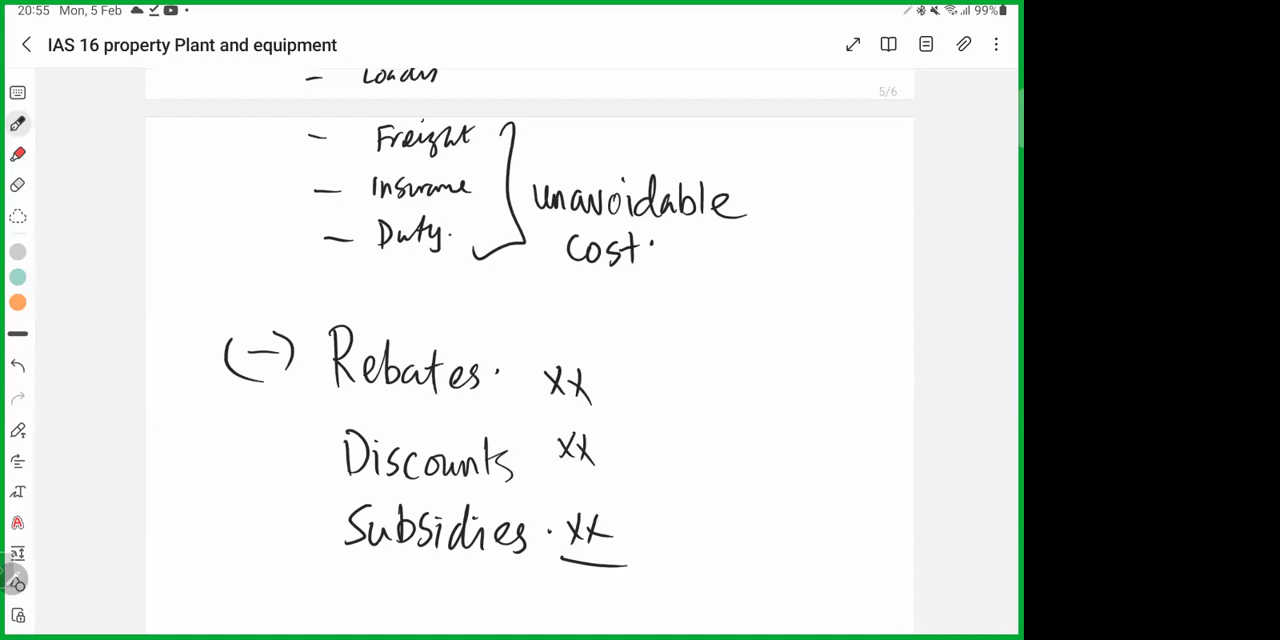 20:55 Mon, 5 Feb
99%
IAS 16 property Plant and equipment
5/6
- Freight
- Insurance
- Duty.
unavoidable
cost.
(-) Rebates. xx
Discounts xx
Subsidies. xx